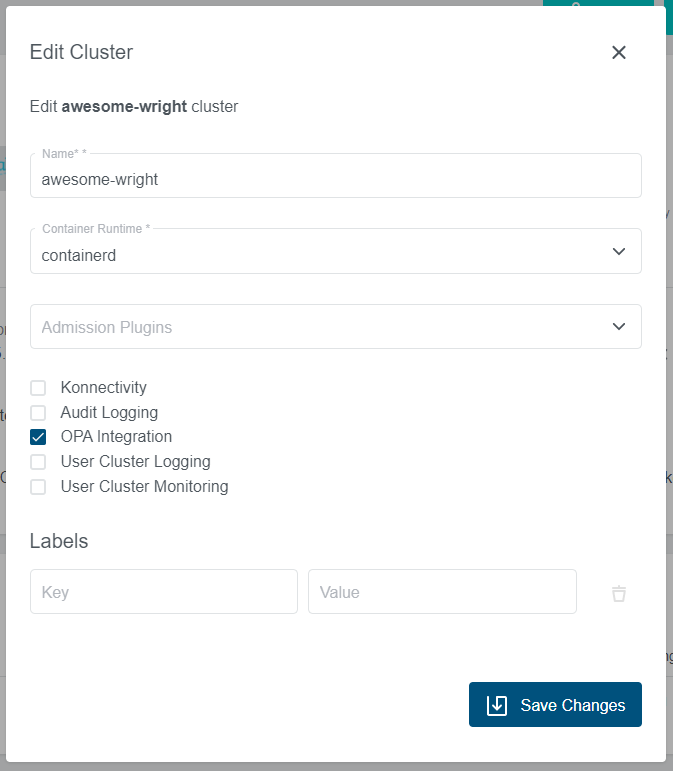 Edit Cluster
Edit awesome-wright cluster
Name* *
awesome-wright
Container Runtime *
containerd
Admission Plugins
Konnectivity
Audit Logging
OPA Integration
User Cluster Logging
User Cluster Monitoring
Labels
Key
Value
Save Changes